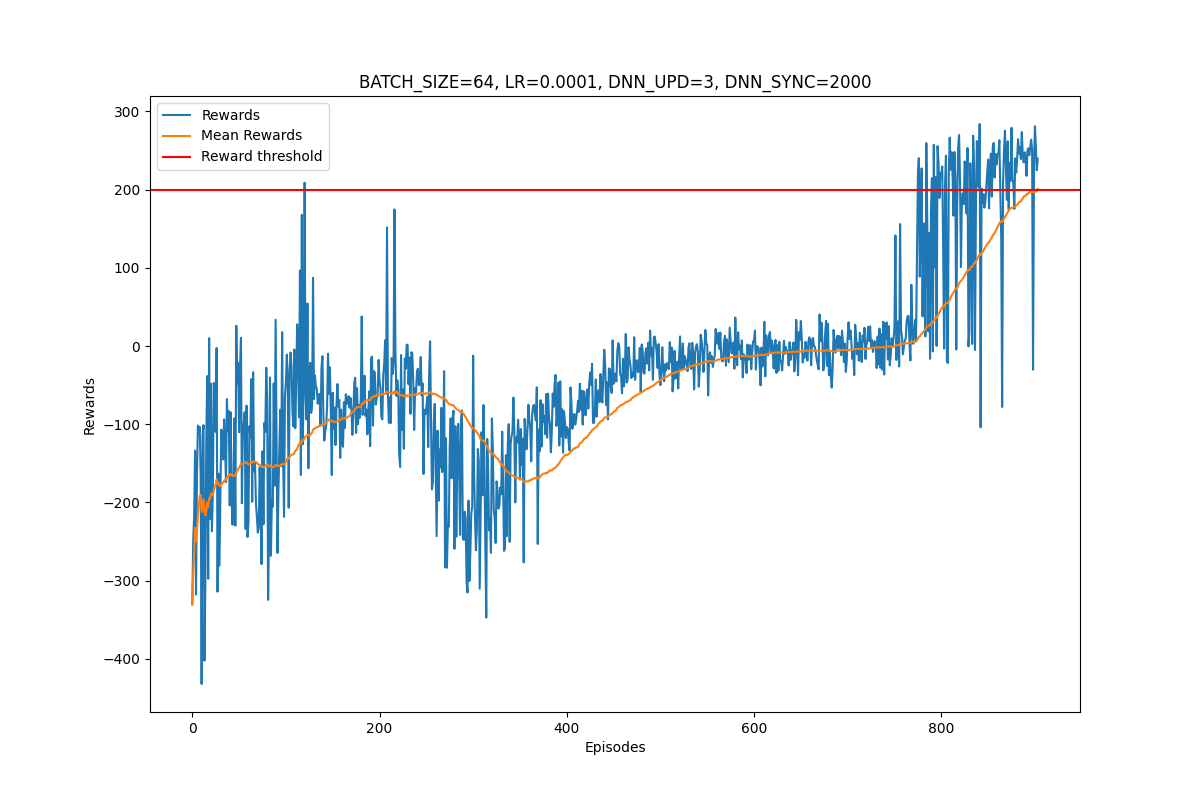 BATCH_SIZE=64, LR=0.0001, DNN_UPD=3, DNN_SYNC=2000
Rewards
Mean Rewards
Reward threshold
300
200
100
0
−100
−200
−300
−400
Rewards
0
200
400
600
800
Episodes